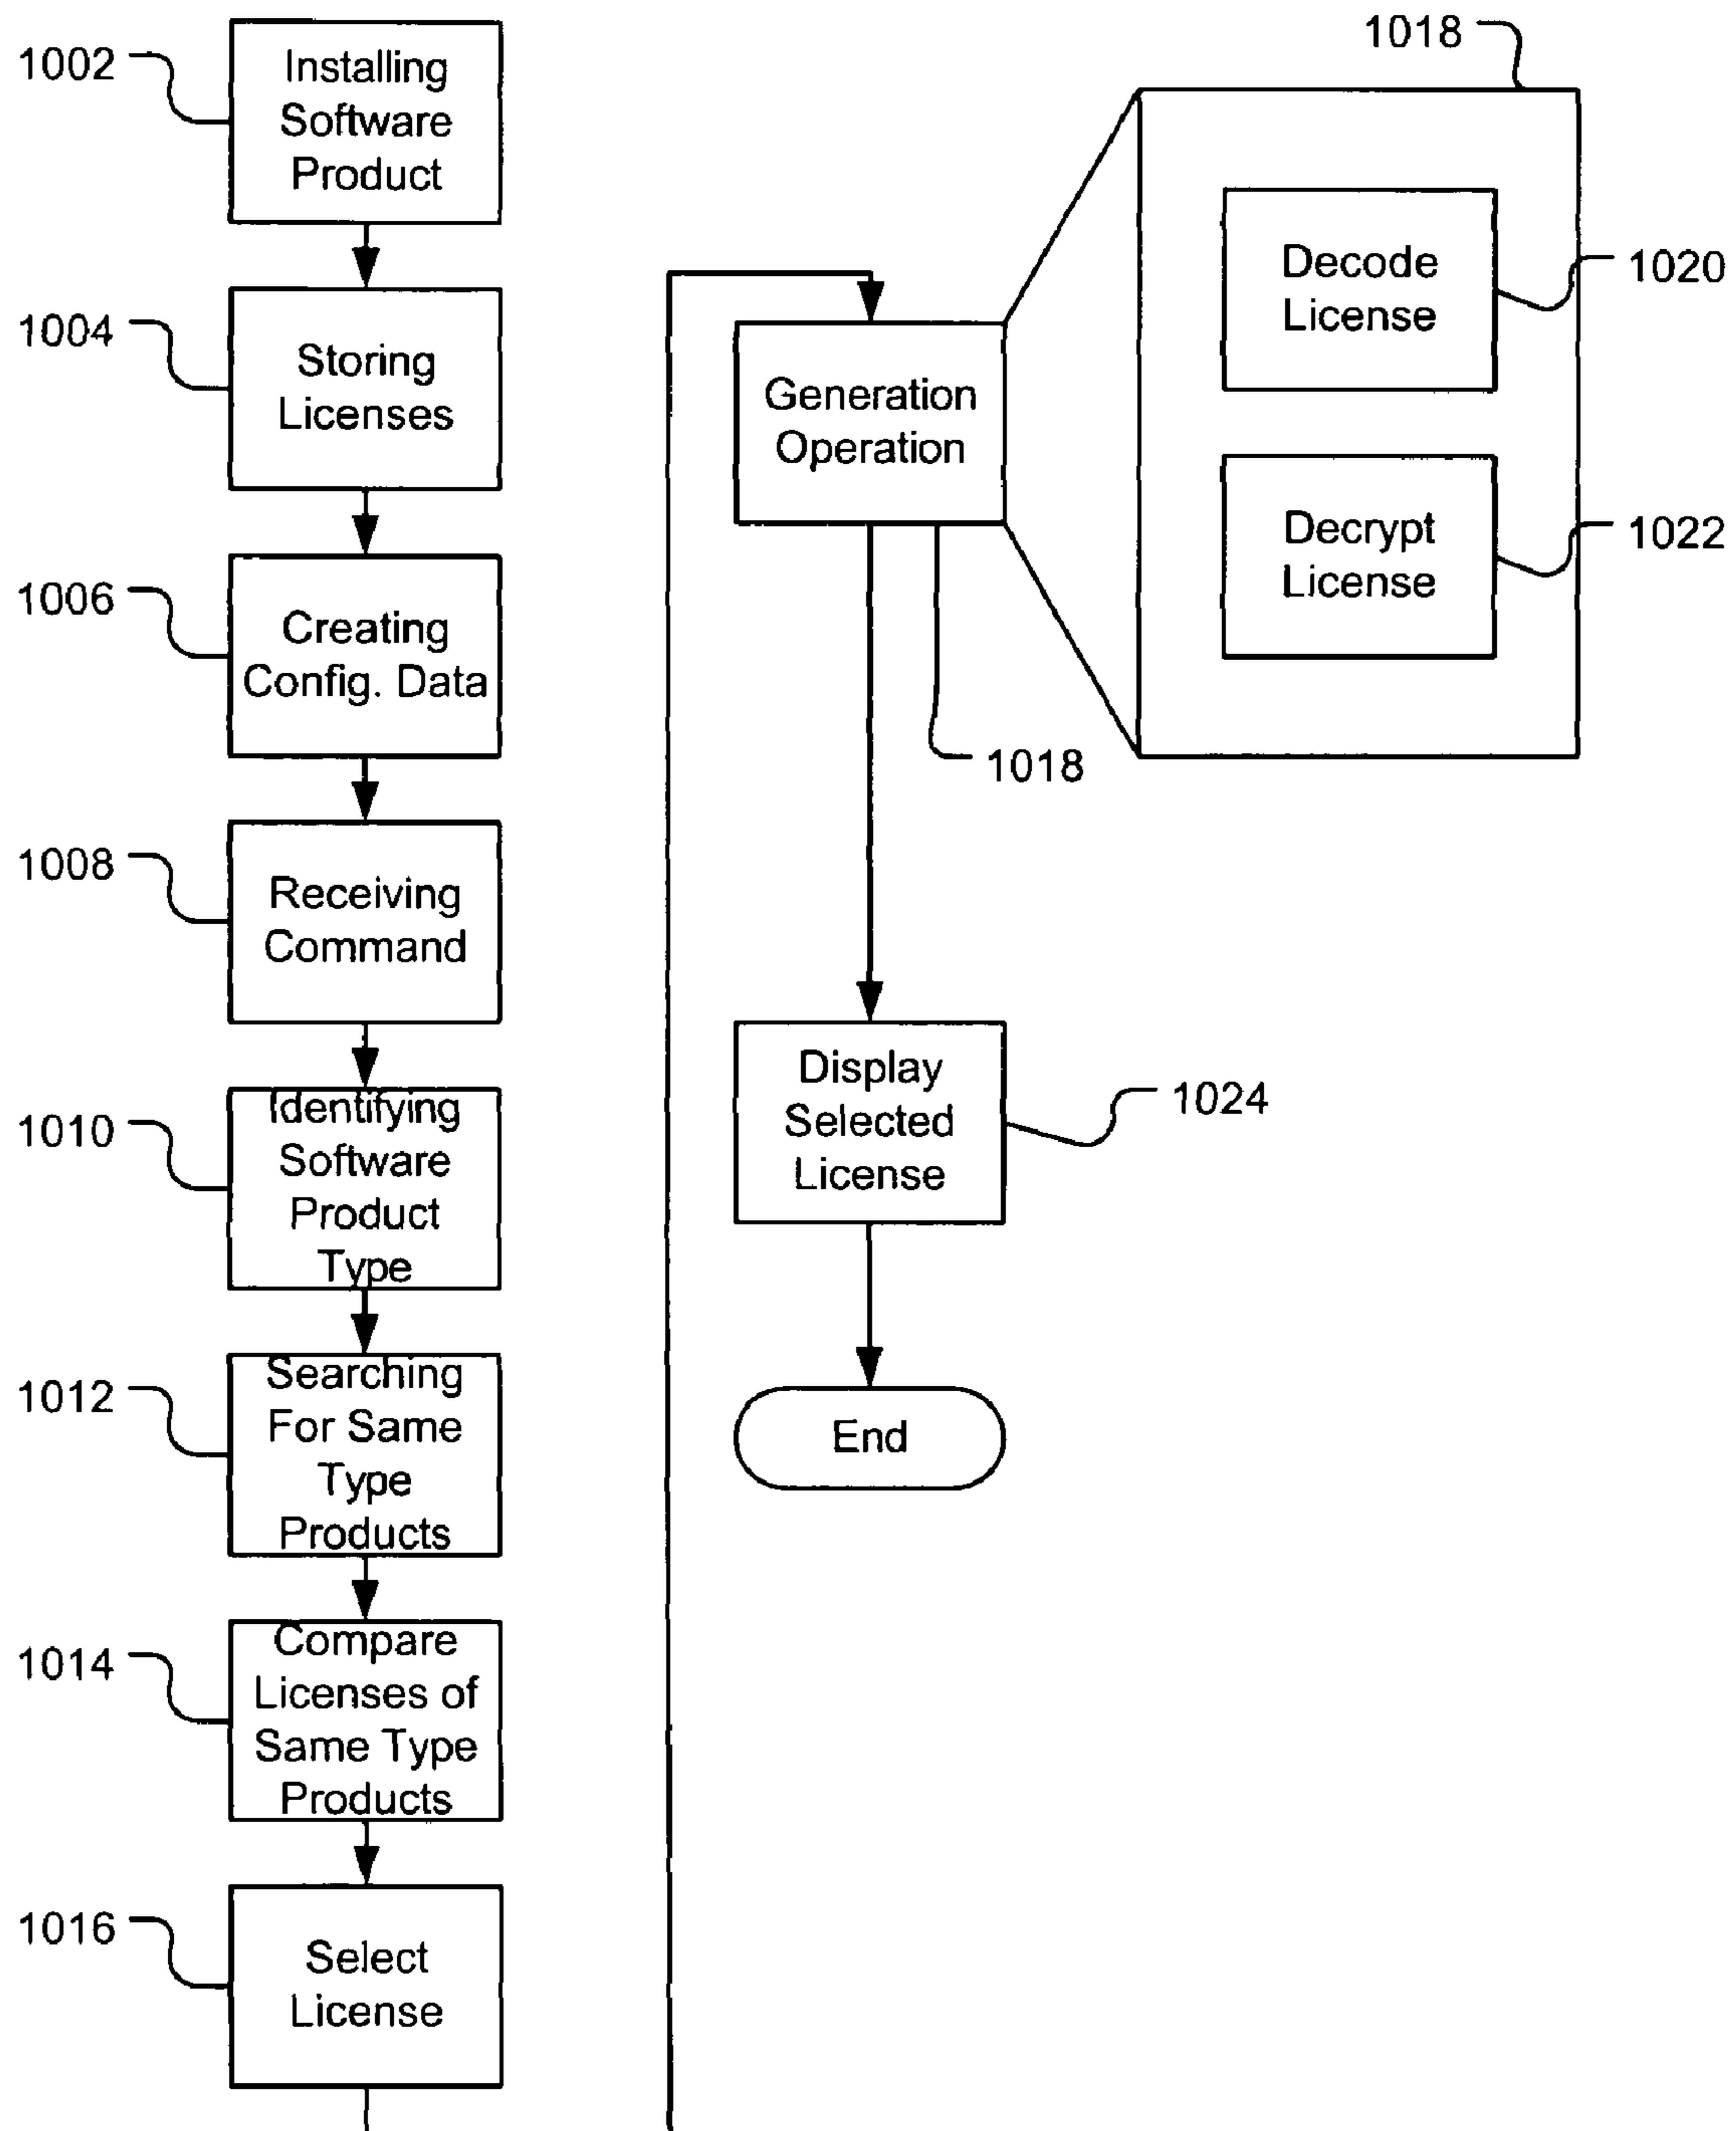 1002
Installing
Software
Product
1004
Storing
Licenses
1006
Creating
Config. Data
1008
Receiving
Command
1010
Identifying
Software
Product
Type
1012
Searching
For Same
Type
Products
1014
Compare
Licenses of
Same Type
Products
1016
Select
License
Generation
Operation
1018
1018
Decode
License
1020
Decrypt
License
1022
Display
Selected
License
1024
End